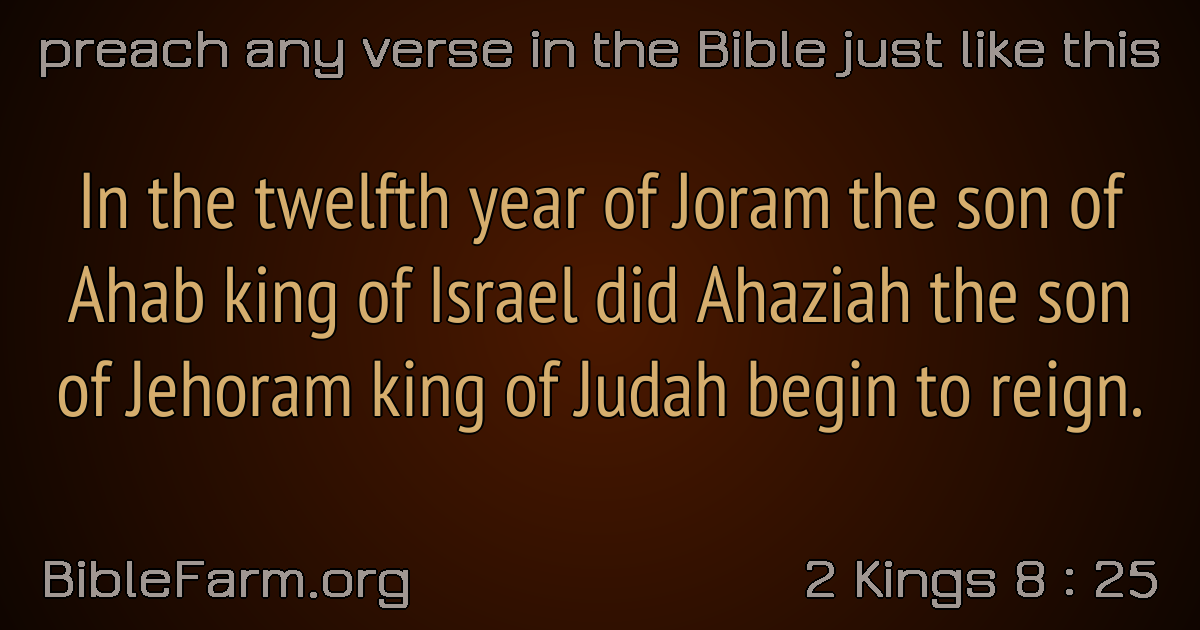 preach any verse in the Bible just like this
In the twelfth year of Joram the son of
Ahab king of Israel did Ahaziah the son
of Jehoram king of Judah begin to reign.
BibleFarm.org
2 Kings 8 : 25